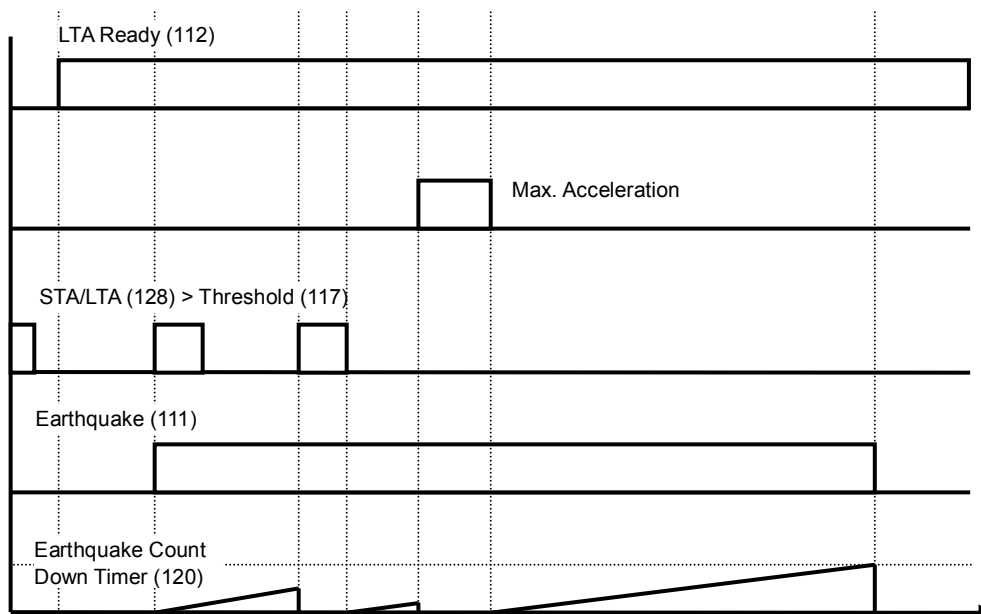 LTA Ready (112)
Max. Acceleration
STA/LTA (128) > Threshold (117)
Earthquake (111)
Earthquake Count
Down Timer (120)